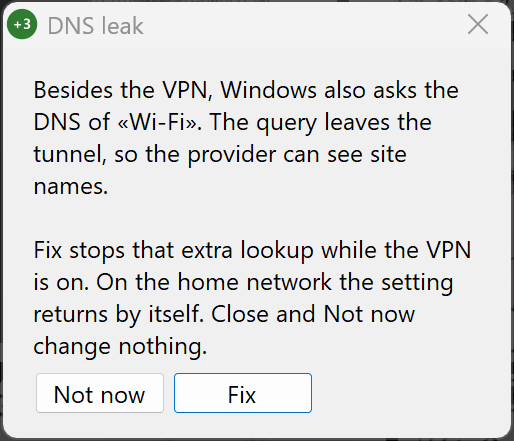 +3 DNS leak
Besides the VPN, Windows also asks the
DNS of «Wi-Fi». The query leaves the
tunnel, so the provider can see site
names.
Fix stops that extra lookup while the VPN
is on. On the home network the setting
returns by itself. Close and Not now
change nothing.
Not now Fix